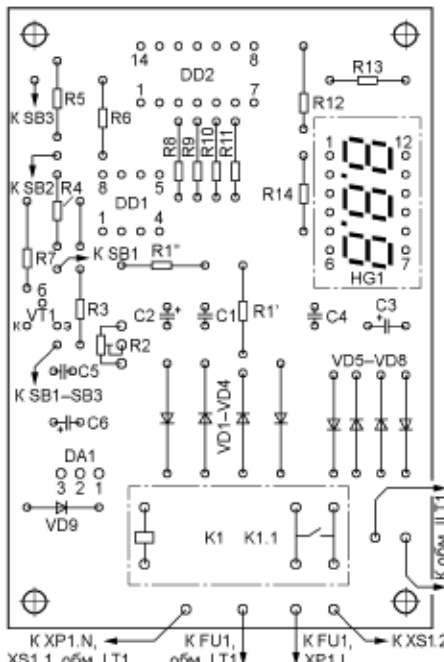 14
8
DD2
1
7
R13
R5
К SB3
R6
R12
R8
R9
R10
R11
1
12
К SB2
R4
8
5
DD1
1
4
R14
6
7
HG1
R7
К SB1
R1"
б
R3
C2
+
C1
R1'
C4
C3
+
VT1
к
э
R2
C5
К SB1–SB3
VD1–VD4
VD5–VD8
+
C6
DA1
3 2 1
VD9
K1
K1.1
К обм. II T1
К XP1.N,
XS1.1, обм. I T1
К FU1,
обм. I T1
К FU1,
XP1.L
К XS1.2